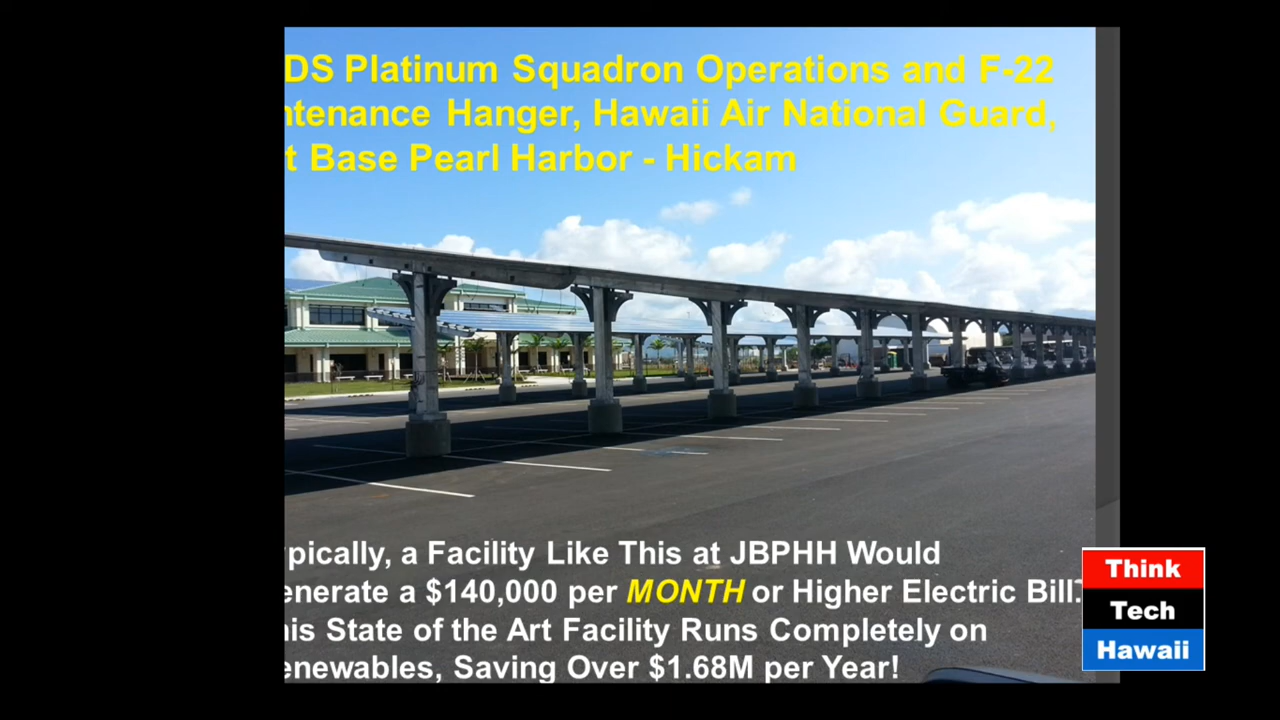 DS Platinum Squadron Operations and F-22
ntenance Hanger, Hawaii Air National Guard,
t Base Pearl Harbor - Hickam
pically, a Facility Like This at JBPHH Would
enerate a $140,000 per MONTH or Higher Electric Bill.
nis State of the Art Facility Runs Completely on
enewables, Saving Over $1.68M per Year!
Think
Tech
Hawaii